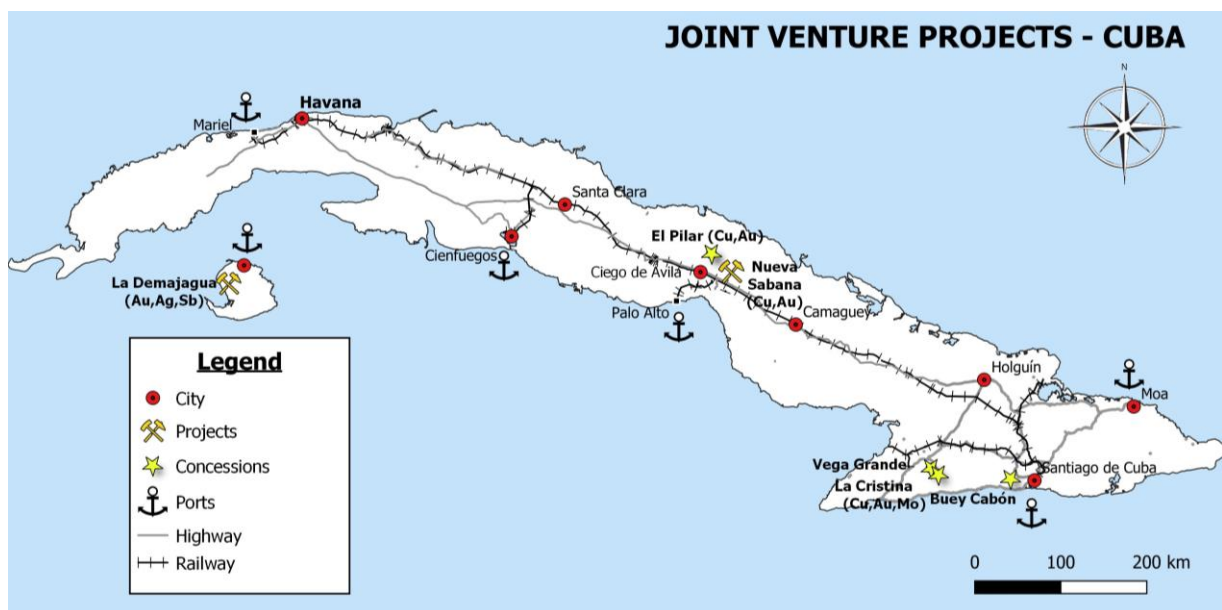 JOINT VENTURE PROJECTS - CUBA
N
Havana
Mariel
Santa Clara
El Pilar (Cu,Au)
Cienfuegos
Ciego de Ávila
Nueva
Sabana
(Cu,Au)
La Demajagua
(Au,Ag,Sb)
Palo Alto
Camaguey
Legend
City
Projects
Concessions
Ports
Highway
Railway
Holguín
Moa
Vega Grande
La Cristina
(Cu,Au,Mo)
Buey Cabón
Santiago de Cuba
0 100 200 km